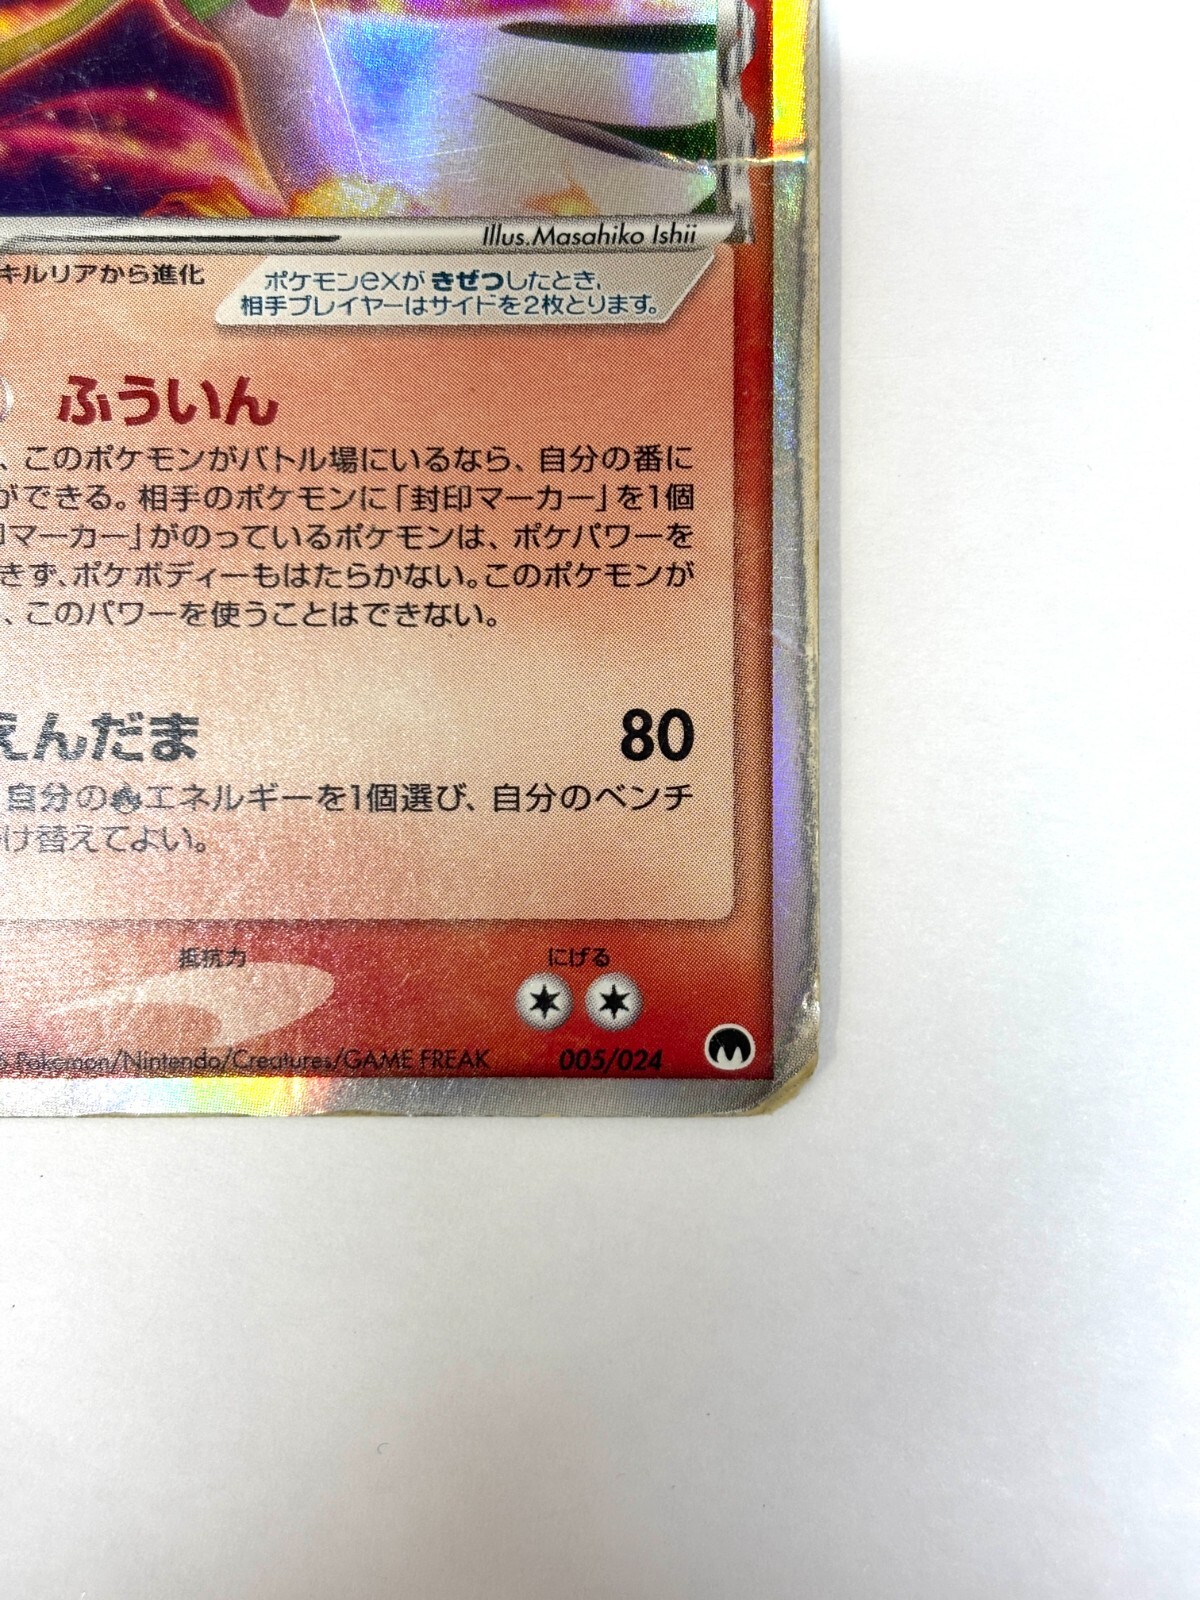 Illus.Masahiko Ishii
キルリアから進化
ポケモンexが きぜつしたとき、
相手プレイヤーはサイドを2枚とります。
ふういん
、このポケモンがバトル場にいるなら、自分の番に
ができる。相手のポケモンに「封印マーカー」を1個
印マーカー」がのっているポケモンは、ポケパワーを
きず、ポケボディーもはたらかない。このポケモンが
、このパワーを使うことはできない。
えんだま 80
自分の エネルギーを1個選び、自分のベンチ
け替えてよい。
抵抗力 にげる
6 Pokémon/Nintendo/Creatures/GAME FREAK 005/024